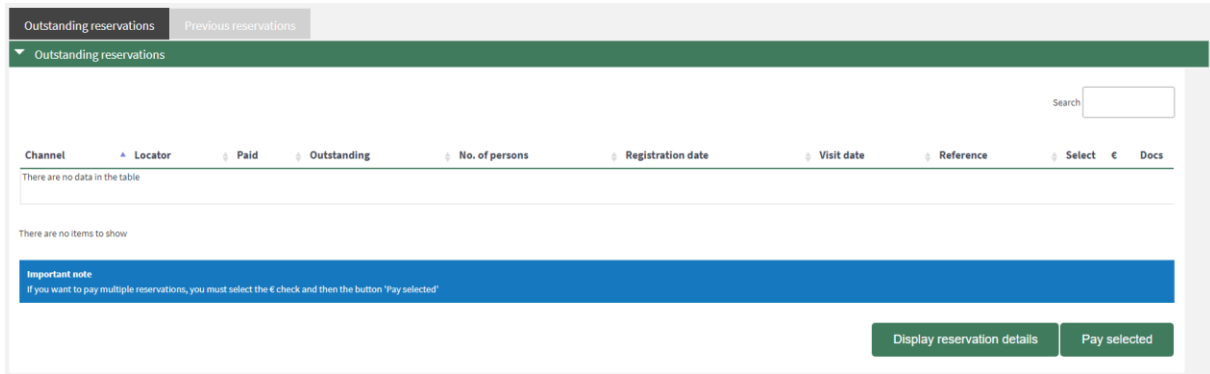 Outstanding reservations Previous reservations
Outstanding reservations
Search
Channel Locator Paid Outstanding No. of persons Registration date Visit date Reference Select € Docs
There are no data in the table
There are no items to show
Important note
If you want to pay multiple reservations, you must select the € check and then the button 'Pay selected'
Display reservation details Pay selected